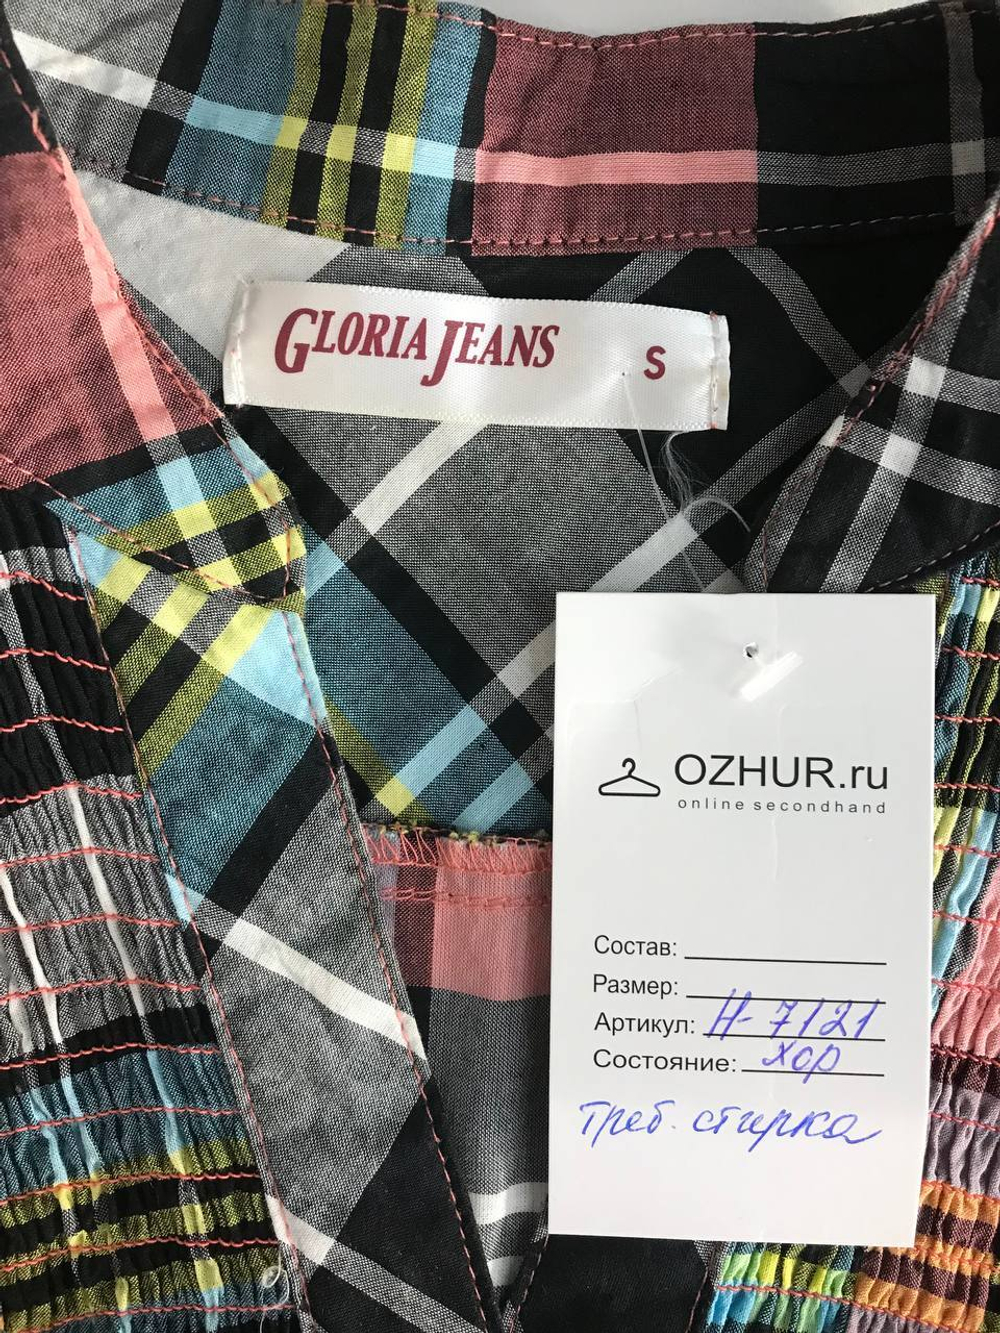 GLORIA JEANS S
OZHUR.ru
online secondhand
Состав:
Размер:
Артикул: Н-7121
Состояние: хор
Треб. стирка